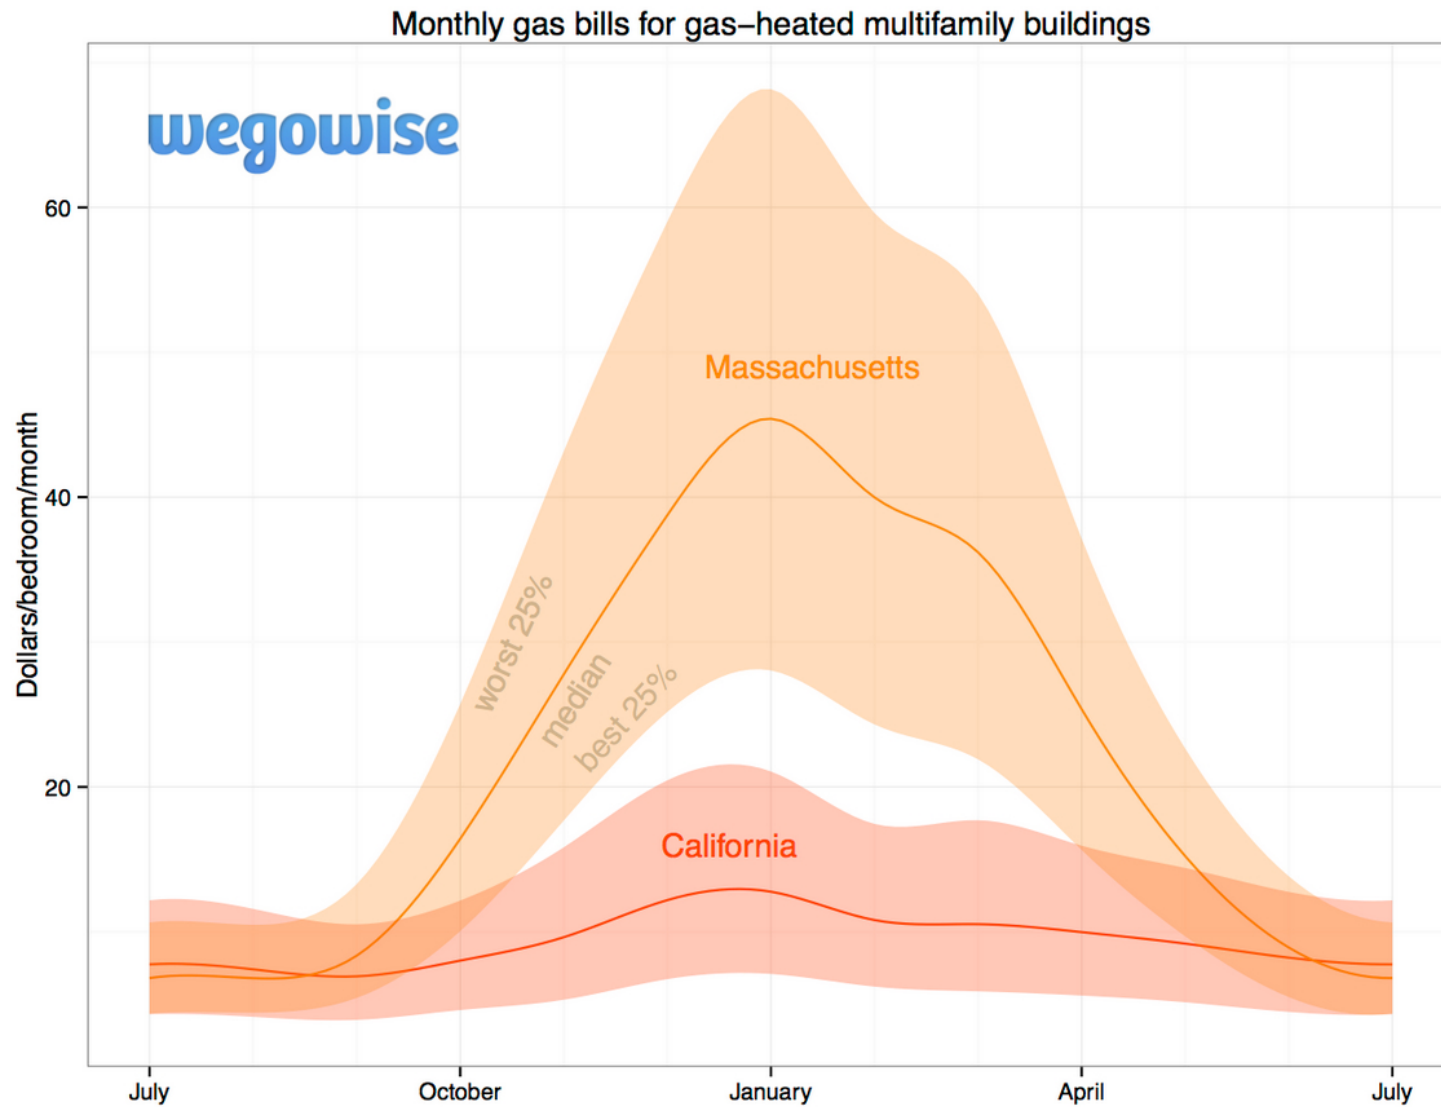 Monthly gas bills for gas–heated multifamily buildings
wegowise
Dollars/bedroom/month
60
40
20
Massachusetts
worst 25%
median
best 25%
California
July
October
January
April
July